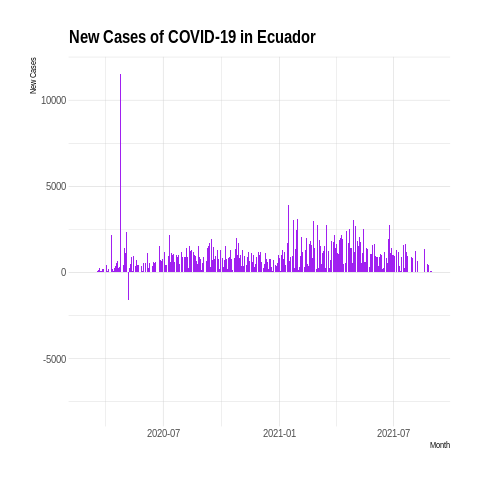 New Cases of COVID-19 in Ecuador
New Cases
10000
5000
0
-5000
2020-07
2021-01
2021-07
Month